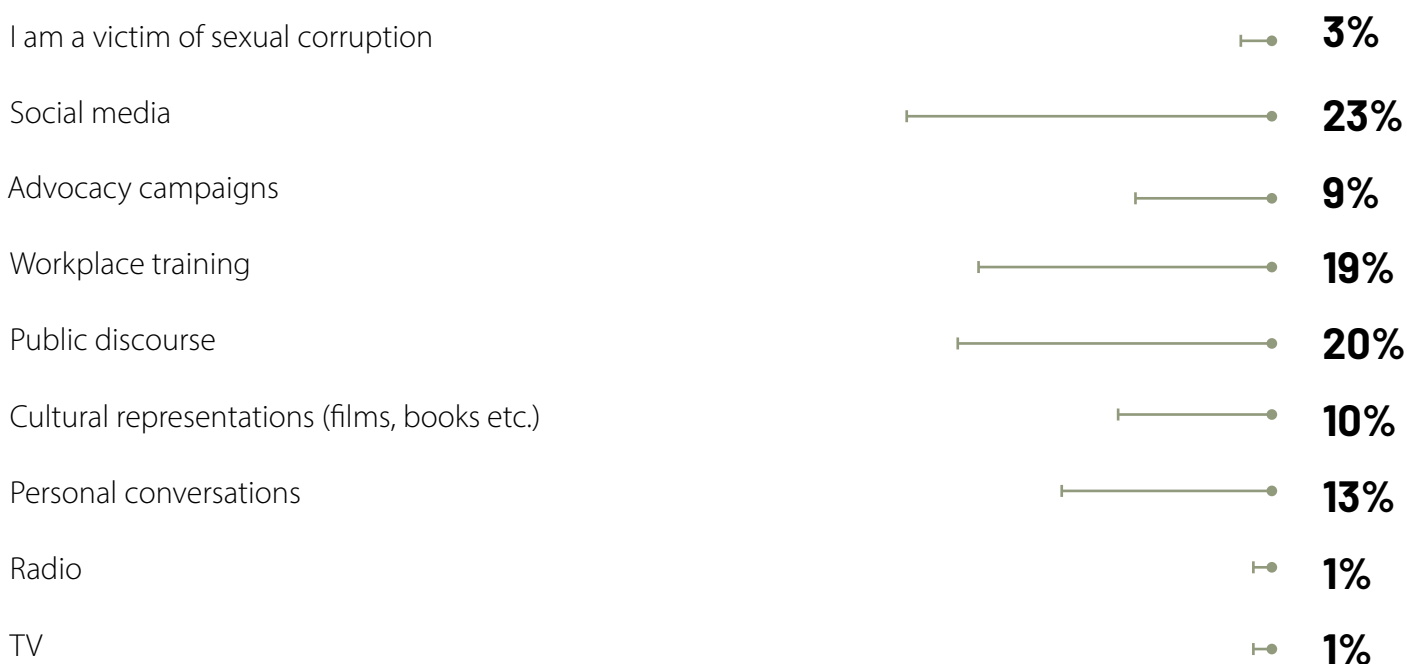 I am a victim of sexual corruption 3%
Social media 23%
Advocacy campaigns 9%
Workplace training 19%
Public discourse 20%
Cultural representations (films, books etc.) 10%
Personal conversations 13%
Radio 1%
TV 1%